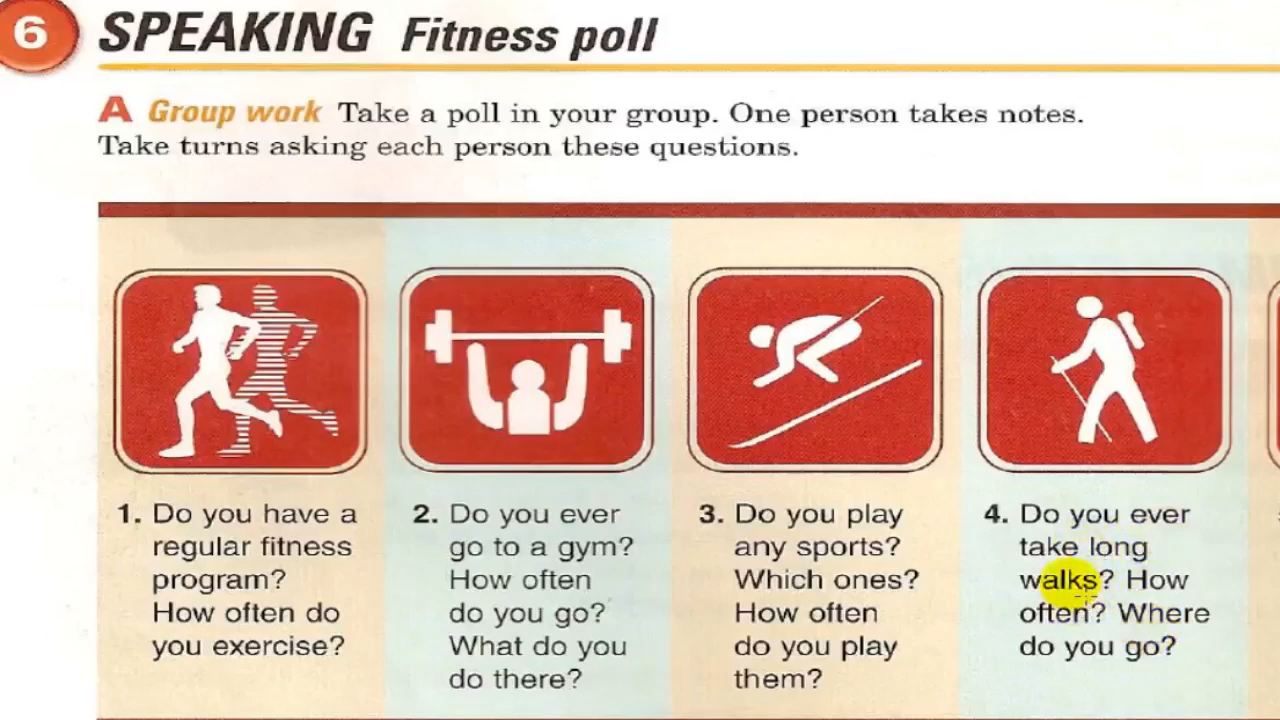 6 SPEAKING Fitness poll
A Group work Take a poll in your group. One person takes notes.
Take turns asking each person these questions.
1. Do you have a
regular fitness
program?
How often do
you exercise?
2. Do you ever
go to a gym?
How often
do you go?
What do you
do there?
3. Do you play
any sports?
Which ones?
How often
do you play
them?
4. Do you ever
take long
walks? How
often? Where
do you go?